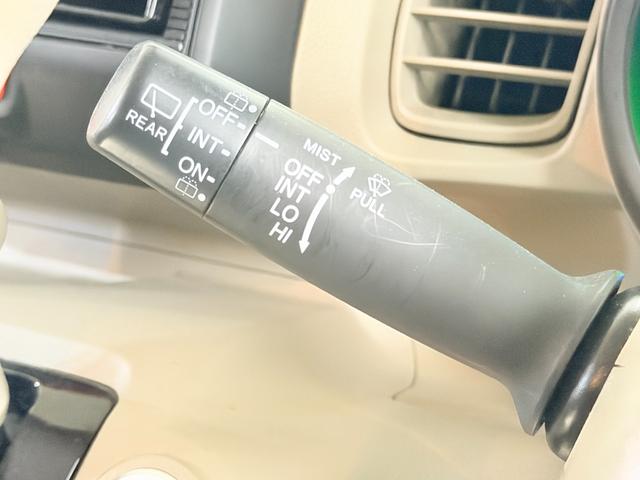 REAR
OFF
INT
ON
MIST
OFF
INT
LO
HI
PULL